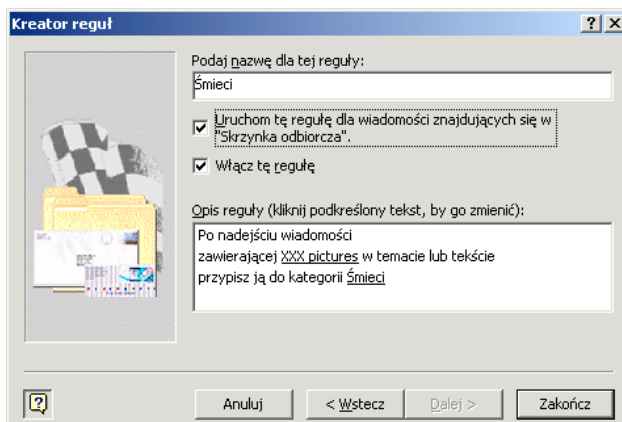 Kreator reguł
Podaj nazwę dla tej reguły:
Śmieci
Uruchom tę regułę dla wiadomości znajdujących się w
"Skrzynka odbiorcza".
Włącz tę regułę
Opis reguły (kliknij podkreślony tekst, by go zmienić):
Po nadejściu wiadomości
zawierającej XXX pictures w temacie lub tekście
przypisz ją do kategorii Śmieci
Anuluj
< Wstecz
Dalej >
Zakończ